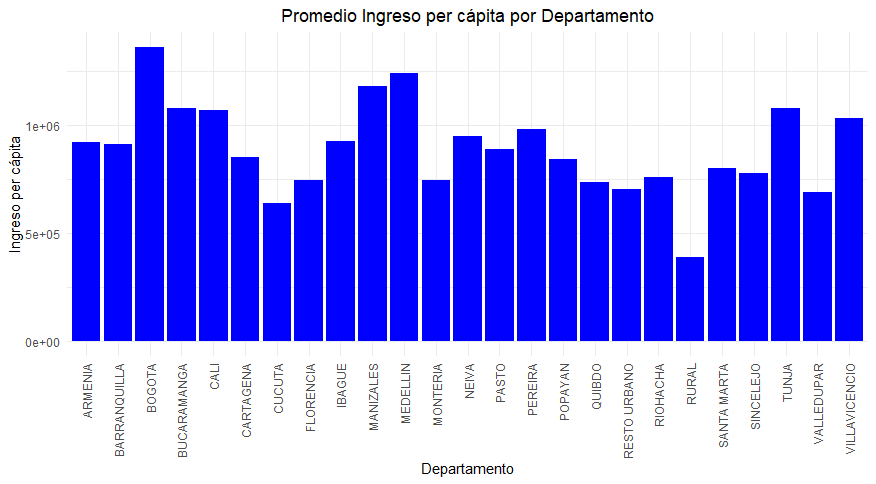 Promedio Ingreso per cápita por Departamento
Ingreso per cápita
1e+06
5e+05
0e+00
ARMENIA
BARRANQUILLA
BOGOTA
BUCARAMANGA
CALI
CARTAGENA
CUCUTA
FLORENCIA
IBAGUE
MANIZALES
MEDELLIN
MONTERIA
NEIVA
PASTO
PEREIRA
POPAYAN
QUIBDO
RESTO URBANO
RIOHACHA
RURAL
SANTA MARTA
SINCELEJO
TUNJA
VALLEDUPAR
VILLAVICENCIO
Departamento